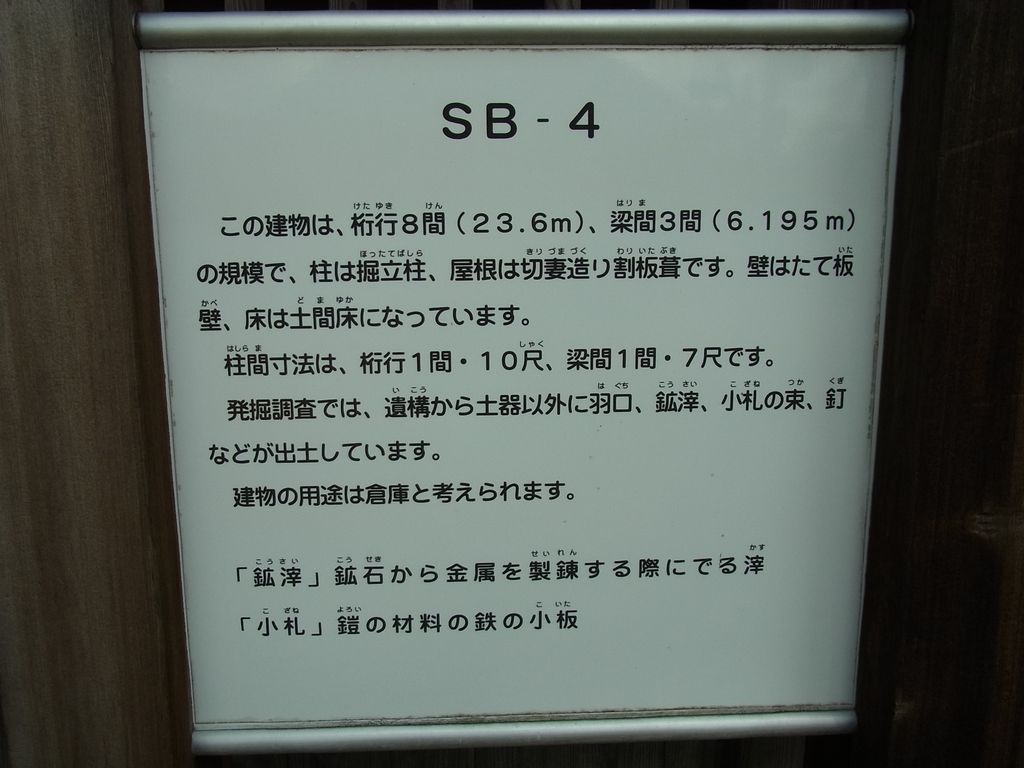 SB-4
この建物は、桁行8間（23.6m）、梁間3間（6.195m）
の規模で、柱は掘立柱、屋根は切妻造り割板葺です。壁はたて板
壁、床は土間床になっています。
柱間寸法は、桁行1間・10尺、梁間1間・7尺です。
発掘調査では、遺構から土器以外に羽口、鉱滓、小札の束、釘
などが出土しています。
建物の用途は倉庫と考えられます。
「鉱滓」鉱石から金属を製錬する際にでる滓
「小札」鎧の材料の鉄の小板